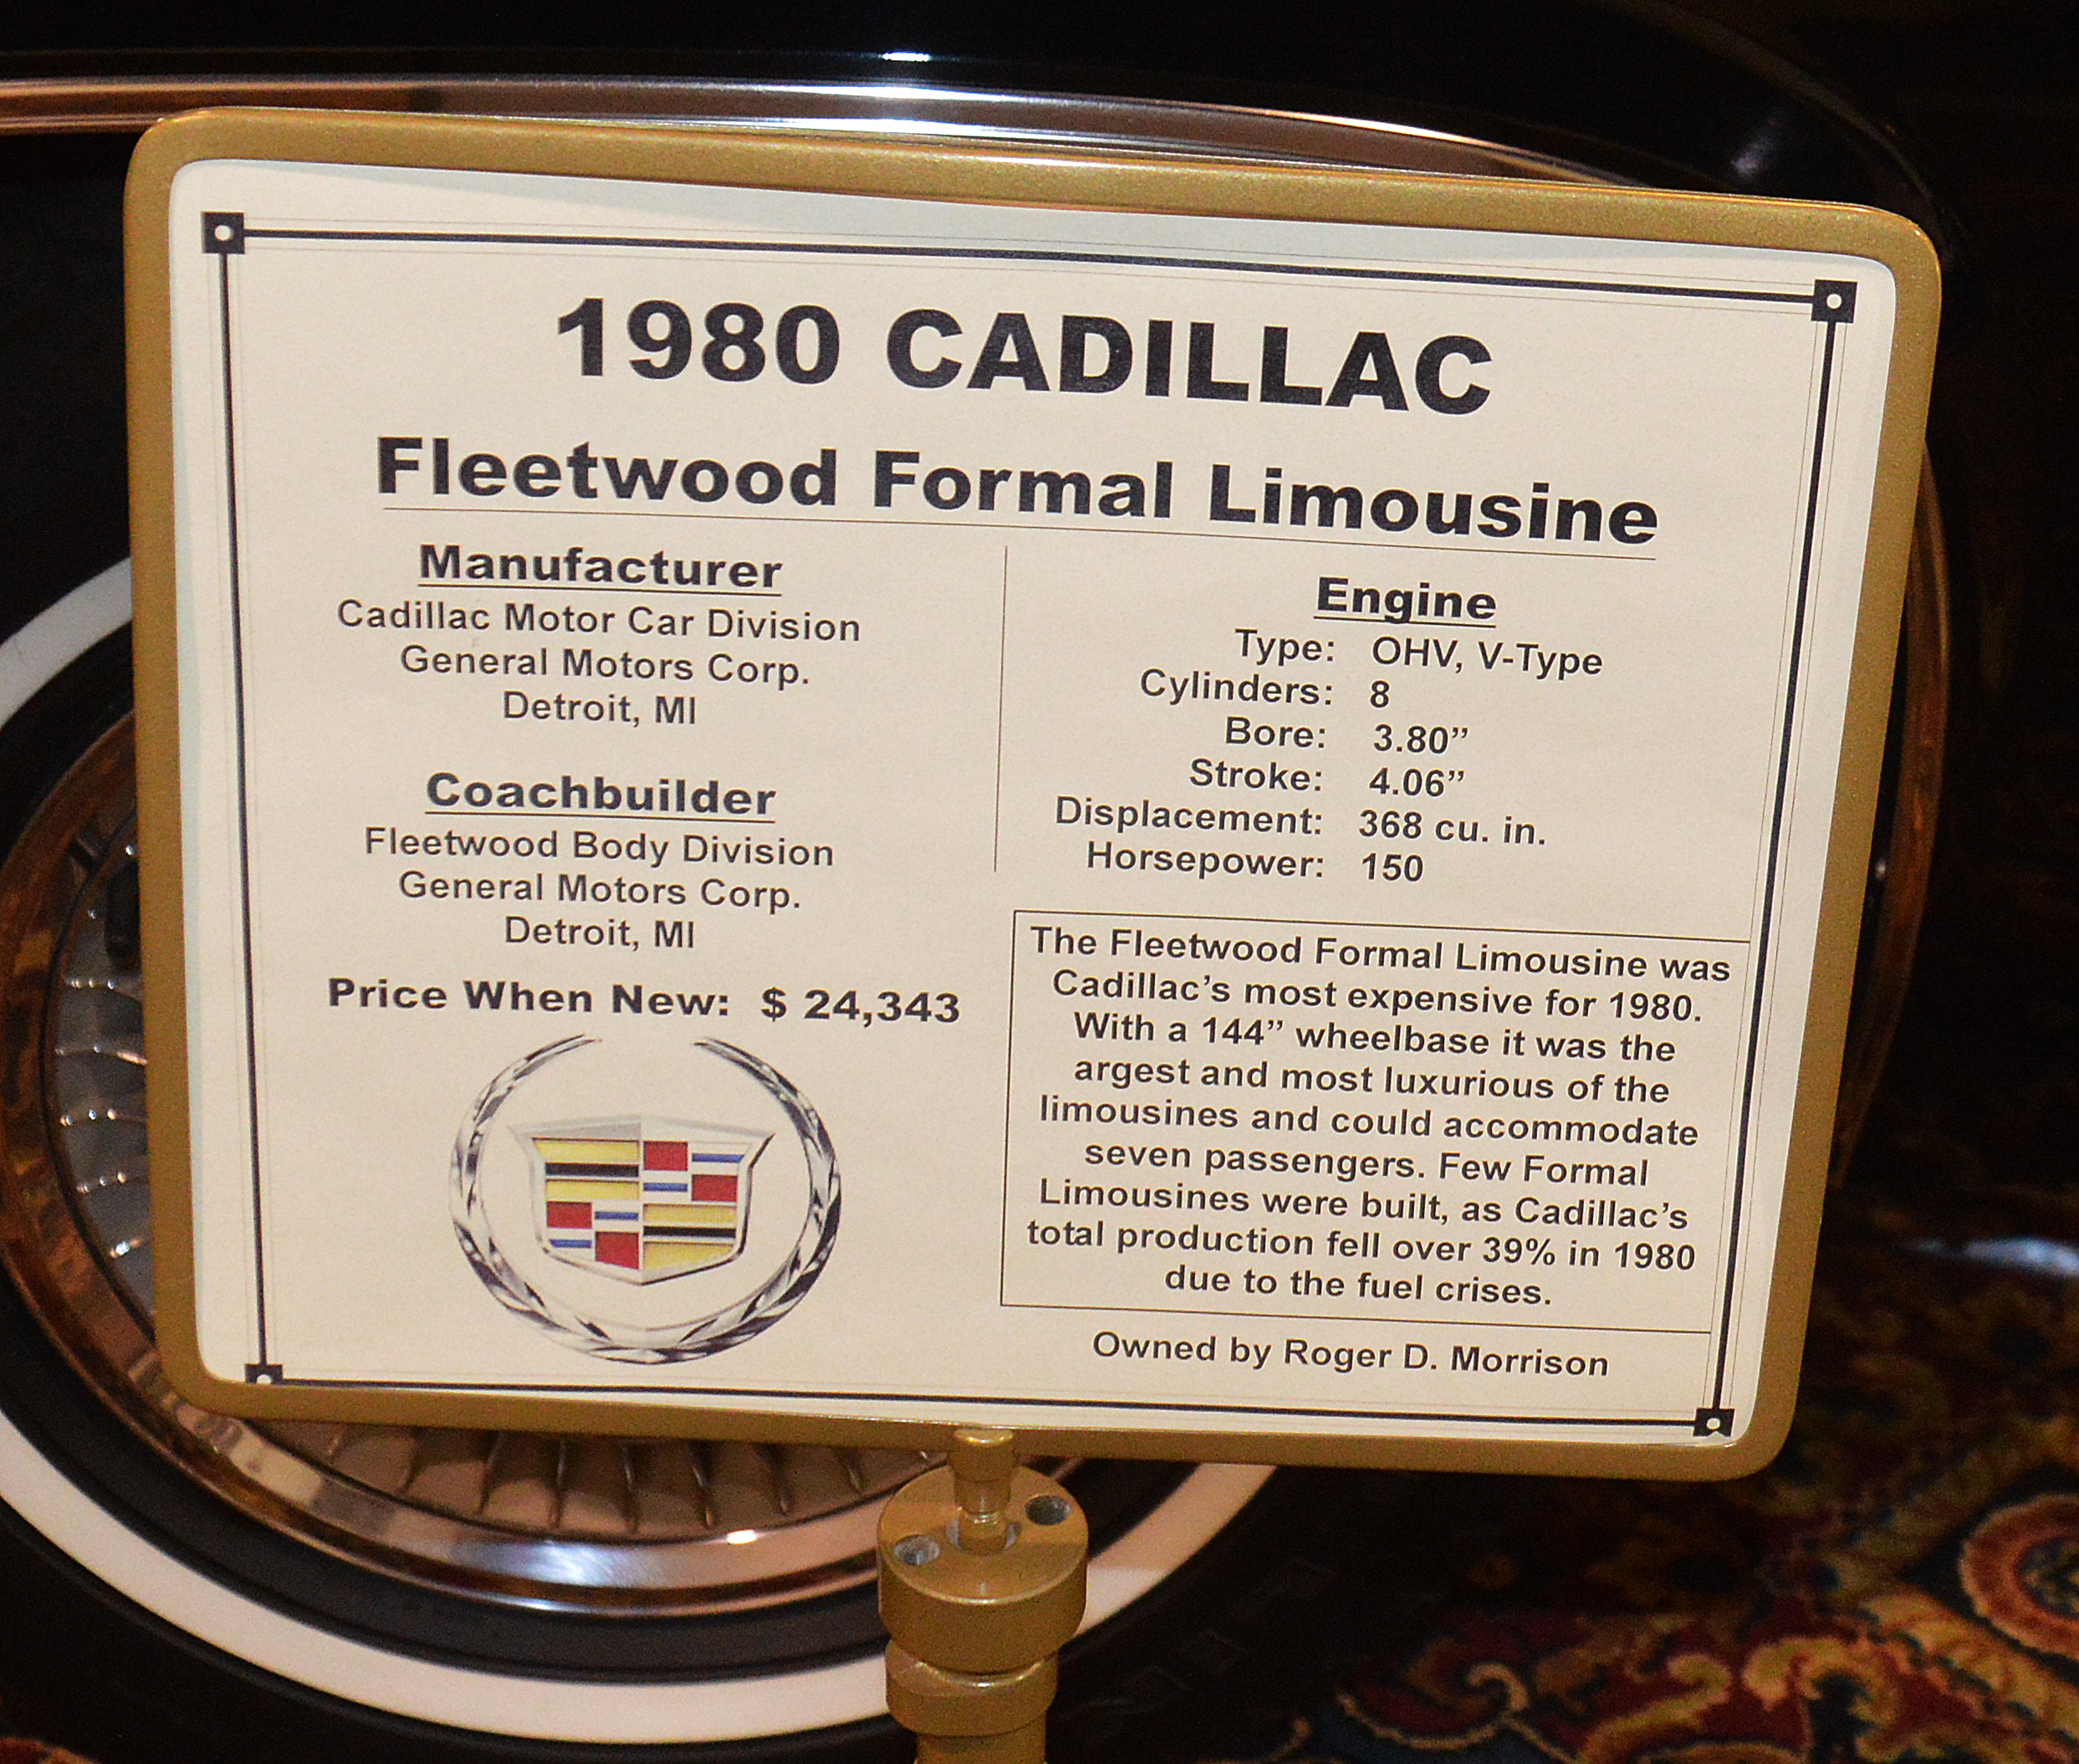 1980 CADILLAC
Fleetwood Formal Limousine
Manufacturer
Cadillac Motor Car Division
General Motors Corp.
Detroit, MI
Coachbuilder
Fleetwood Body Division
General Motors Corp.
Detroit, MI
Price When New: $ 24,343
Engine
Type: OHV, V-Type
Cylinders: 8
Bore: 3.80”
Stroke: 4.06”
Displacement: 368 cu. in.
Horsepower: 150
The Fleetwood Formal Limousine was
Cadillac’s most expensive for 1980.
With a 144” wheelbase it was the
argest and most luxurious of the
limousines and could accommodate
seven passengers. Few Formal
Limousines were built, as Cadillac’s
total production fell over 39% in 1980
due to the fuel crises.
Owned by Roger D. Morrison